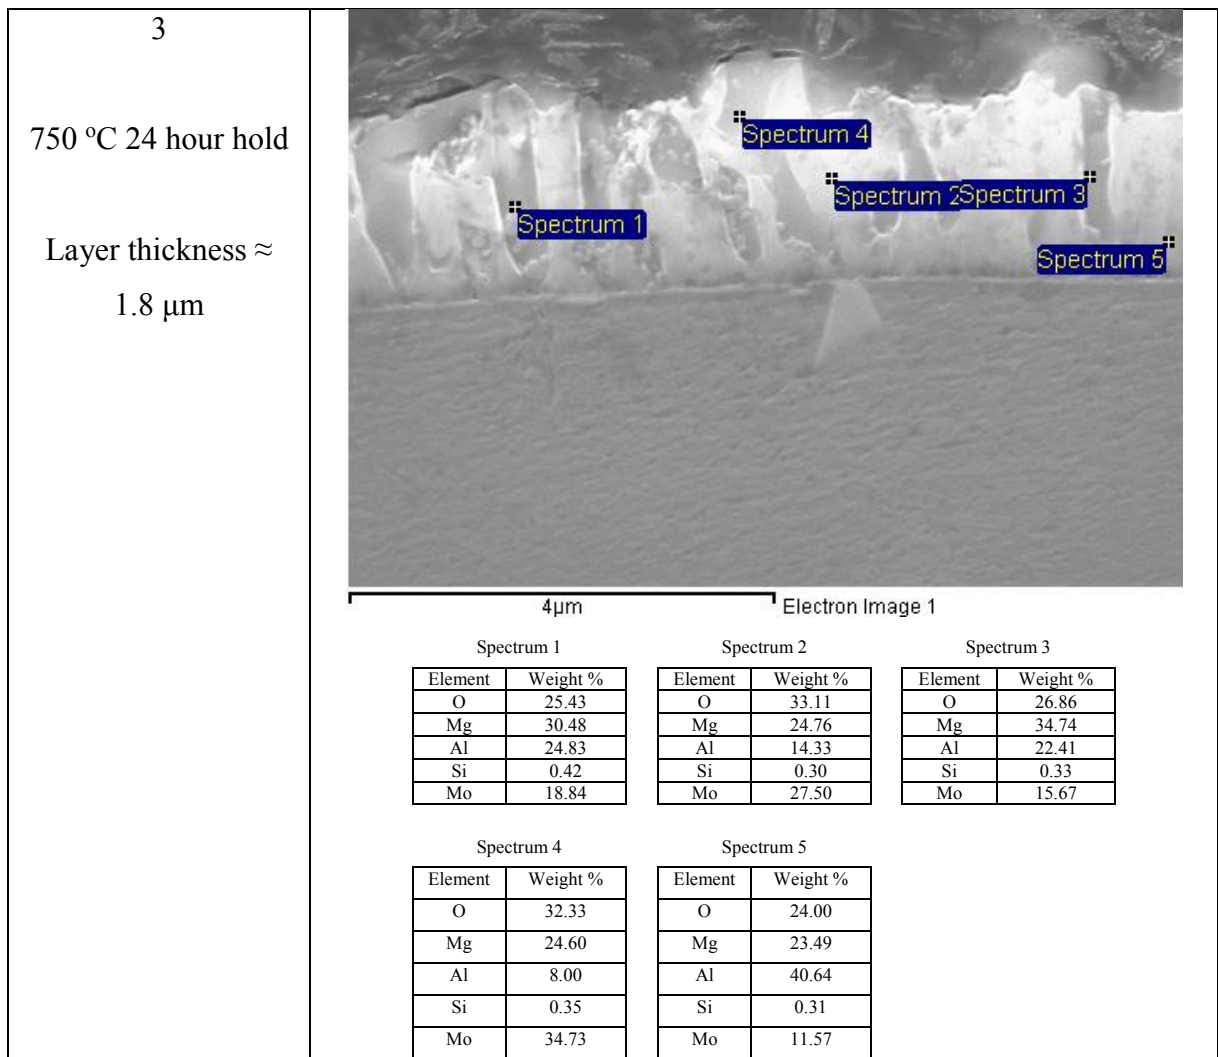 3
750 ºC 24 hour hold
Layer thickness ≈
1.8 μm
Spectrum 4
Spectrum 2Spectrum 3
Spectrum 1
Spectrum 5
4μm Electron Image 1
Spectrum 1 Spectrum 2 Spectrum 3
Element Weight % Element Weight % Element Weight %
O 25.43 O 33.11 O 26.86
Mg 30.48 Mg 24.76 Mg 34.74
Al 24.83 Al 14.33 Al 22.41
Si 0.42 Si 0.30 Si 0.33
Mo 18.84 Mo 27.50 Mo 15.67
Spectrum 4 Spectrum 5
Element Weight % Element Weight %
O 32.33 O 24.00
Mg 24.60 Mg 23.49
Al 8.00 Al 40.64
Si 0.35 Si 0.31
Mo 34.73 Mo 11.57